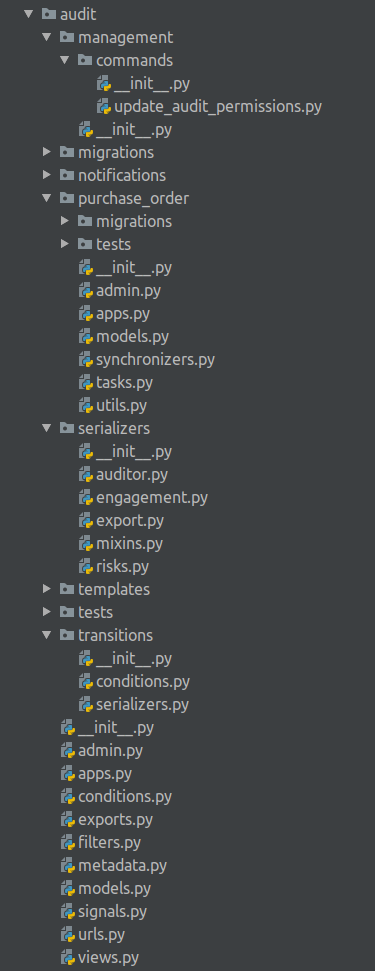 audit
management
commands
__init__.py
update_audit_permissions.py
__init__.py
migrations
notifications
purchase_order
migrations
tests
__init__.py
admin.py
apps.py
models.py
synchronizers.py
tasks.py
utils.py
serializers
__init__.py
auditor.py
engagement.py
export.py
mixins.py
risks.py
templates
tests
transitions
__init__.py
conditions.py
serializers.py
__init__.py
admin.py
apps.py
conditions.py
exports.py
filters.py
metadata.py
models.py
signals.py
urls.py
views.py